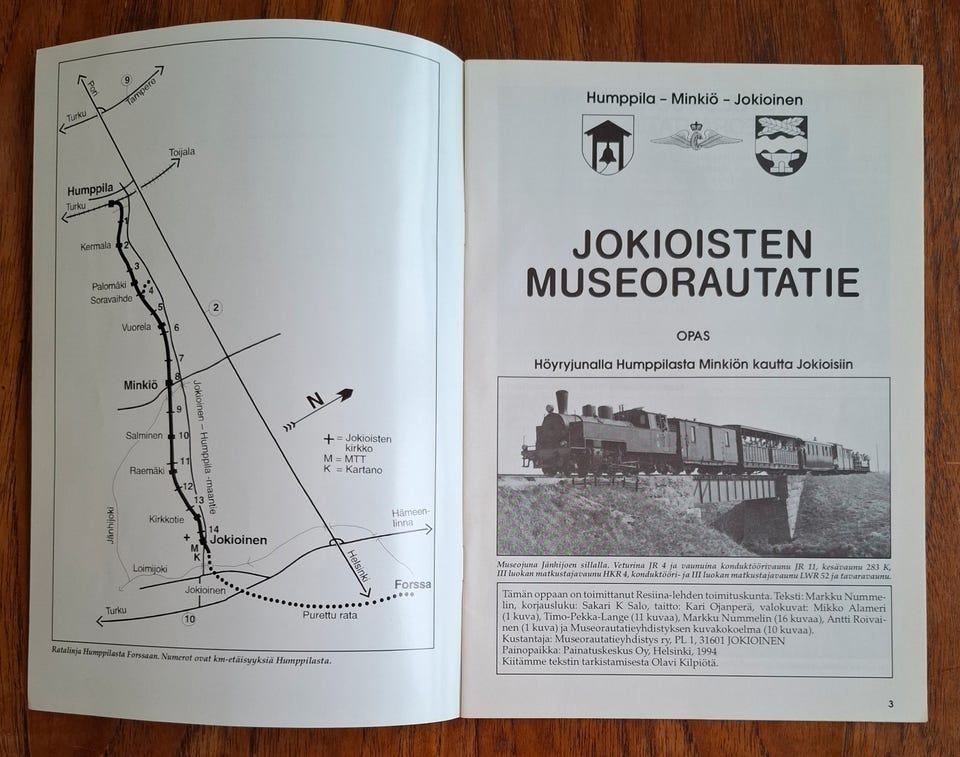 Pori
9
Tampere
Turku
Toijala
Humppila
Turku
1
Kermala
2
3
Palomäki
4
Soravaihde
5
2
Vuorela
6
7
Minkiö
8
N
9
Jokioinen – Humppila -maantie
+ = Jokioisten
kirkko
M = MTT
K = Kartano
Salminen
10
Raemäki
11
12
13
Jänhijoki
Kirkkotie
14
Hämeen-
linna
+
Jokioinen
M
K
Loimijoki
Helsinki
Forssa
Jokioinen
Turku
Purettu rata
10
Ratalinja Humppilasta Forssaan. Numerot ovat km-etäisyyksiä Humppilasta.
Humppila – Minkiö – Jokioinen
JOKIOISTEN
MUSEORAUTATIE
OPAS
Höyryjunalla Humppilasta Minkiön kautta Jokioisiin
Museojuna Jänhijoen sillalla. Veturina JR 4 ja vaunuina konduktöörivaunu JR 11, kesävaunu 283 K,
III luokan matkustajavaunu HKR 4, konduktööri- ja III luokan matkustajavaunu LWR 52 ja tavaravaunu.
Tämän oppaan on toimittanut Resiina-lehden toimituskunta. Teksti: Markku Numme-
lin, korjausluku: Sakari K Salo, taitto: Kari Ojanperä, valokuvat: Mikko Alameri
(1 kuva), Timo-Pekka-Lange (11 kuvaa), Markku Nummelin (16 kuvaa), Antti Roivai-
nen (1 kuva) ja Museorautatieyhdistyksen kuvakokoelma (10 kuvaa).
Kustantaja: Museorautatieyhdistys ry, PL 1, 31601 JOKIOINEN
Painopaikka: Painatuskeskus Oy, Helsinki, 1994
Kiitämme tekstin tarkistamisesta Olavi Kilpiötä.
3